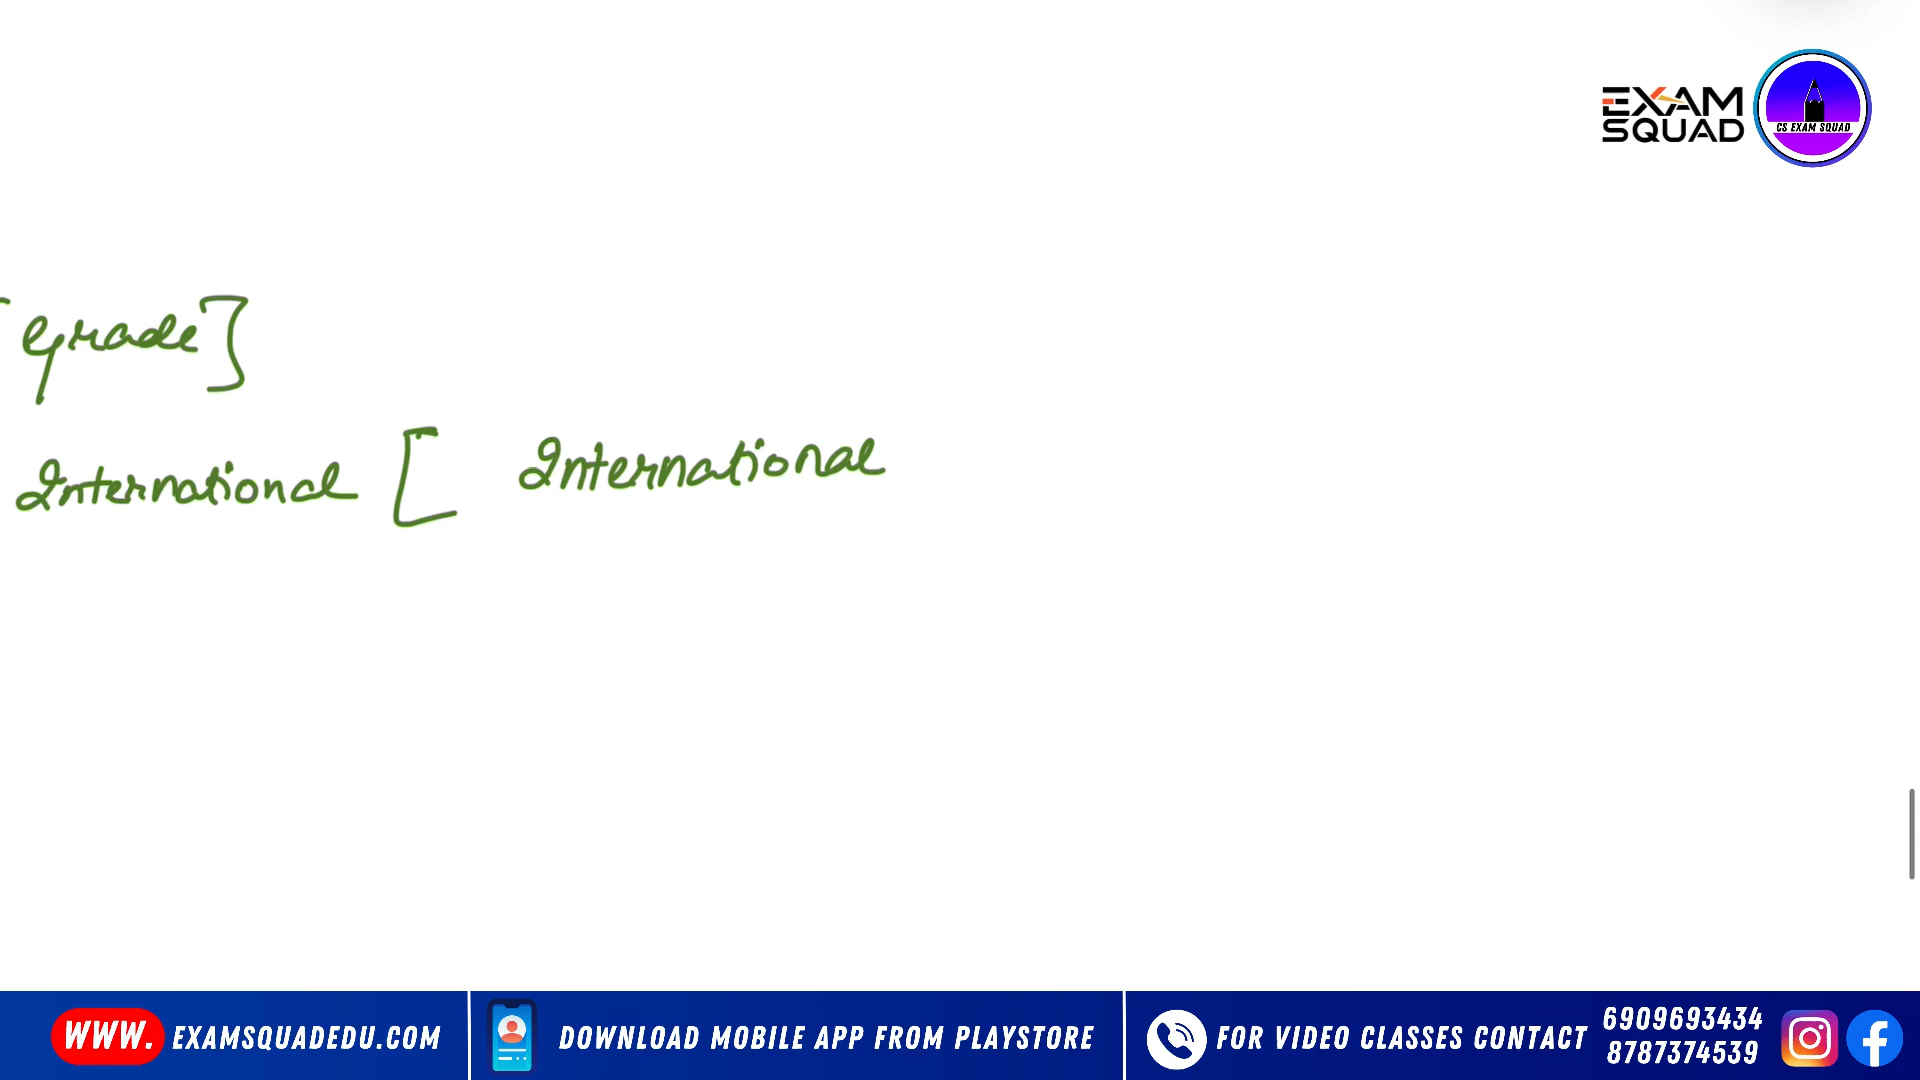 EXAM
SQUAD
CS EXAM SQUAD
[grade]
International [ International
WWW. EXAMSQUADEDU.COM
DOWNLOAD MOBILE APP FROM PLAYSTORE
FOR VIDEO CLASSES CONTACT
6909693434
8787374539